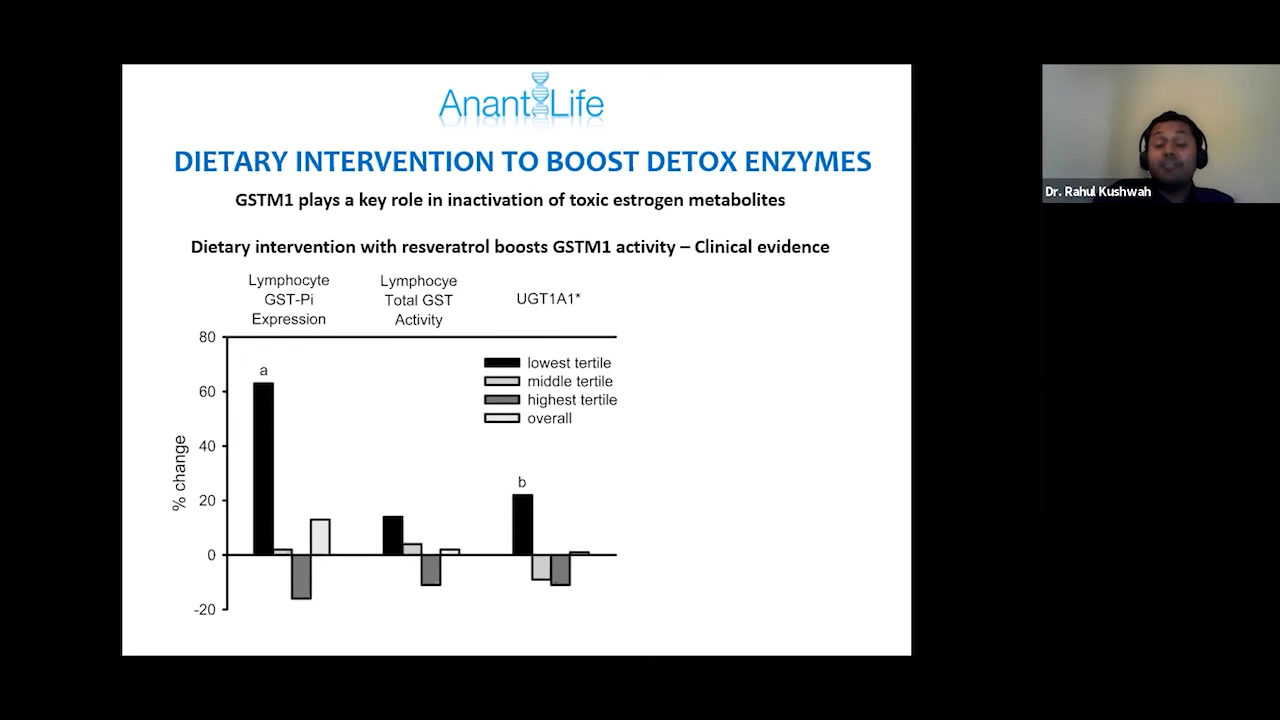 Anant Life
DIETARY INTERVENTION TO BOOST DETOX ENZYMES
GSTM1 plays a key role in inactivation of toxic estrogen metabolites
Dietary intervention with resveratrol boosts GSTM1 activity – Clinical evidence
Lymphocyte
GST-Pi
Expression
Lymphocye
Total GST
Activity
UGT1A1*
80
60
40
20
0
-20
% change
a
b
lowest tertile
middle tertile
highest tertile
overall
Dr. Rahul Kushwah